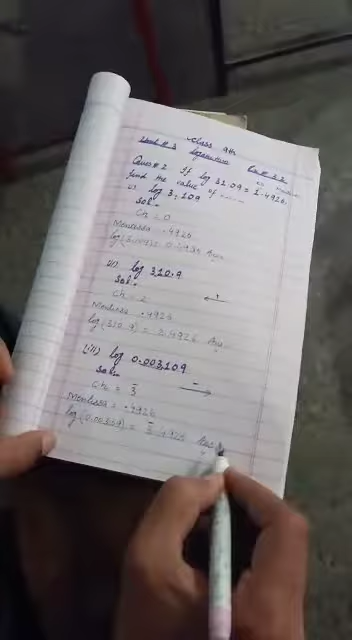 Class 9th
Unit # 3 Logarithms Ex # 3.2
Ques # 2 If log 31.09 = 1.4926,
find the value of ......
(i) log 3.109
Sol:-
Ch = 0
Mantissa = .4926
log(3.109) = 0.4926 Ans
(ii) log 310.9
Sol:-
Ch = 2
Mantissa .4926
log(310.9) = 2.4926 Ans
(iii) log 0.003109
Sol:-
Ch = 3̅
Mantissa = .4926
log(0.003109) = 3̅.4926 Ans